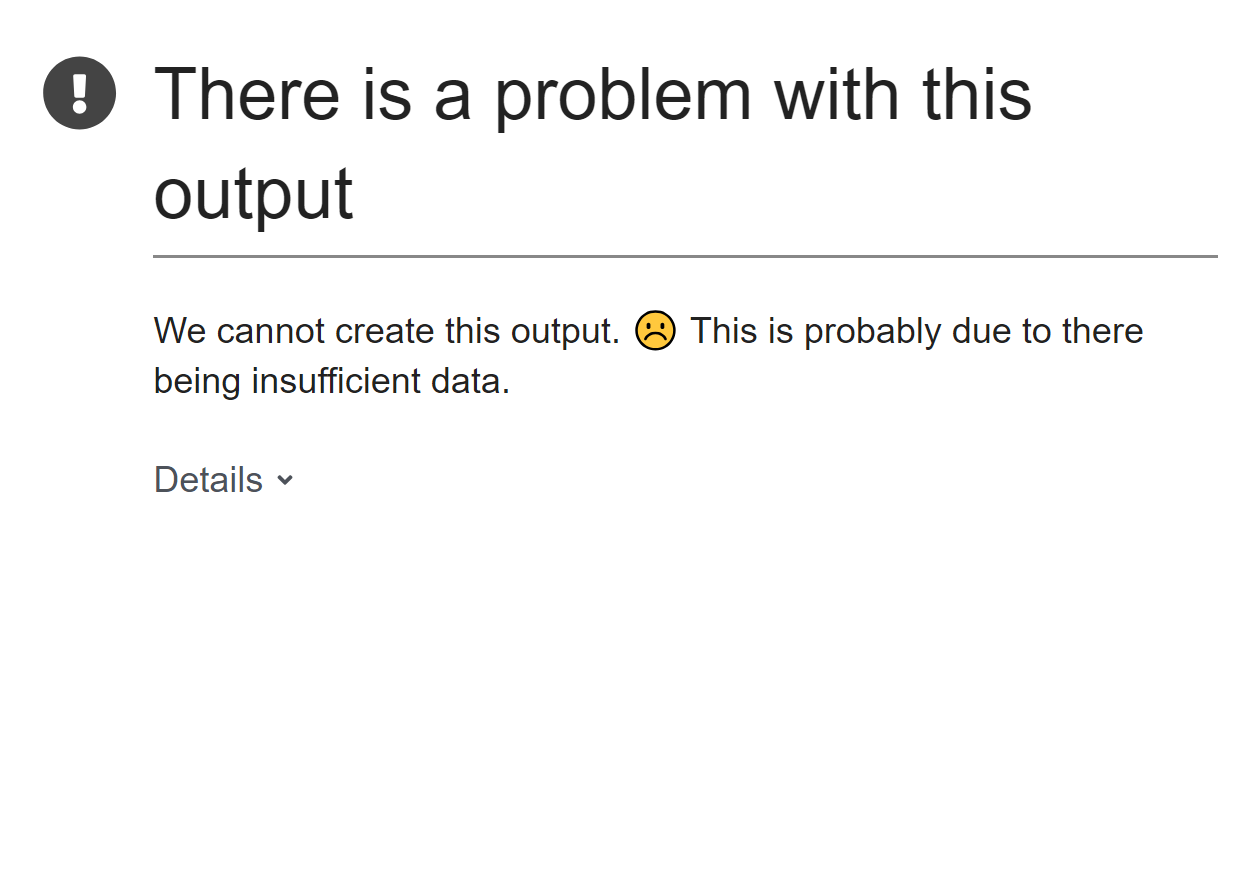 There is a problem with this
output
We cannot create this output. ☹️ This is probably due to there
being insufficient data.
Details